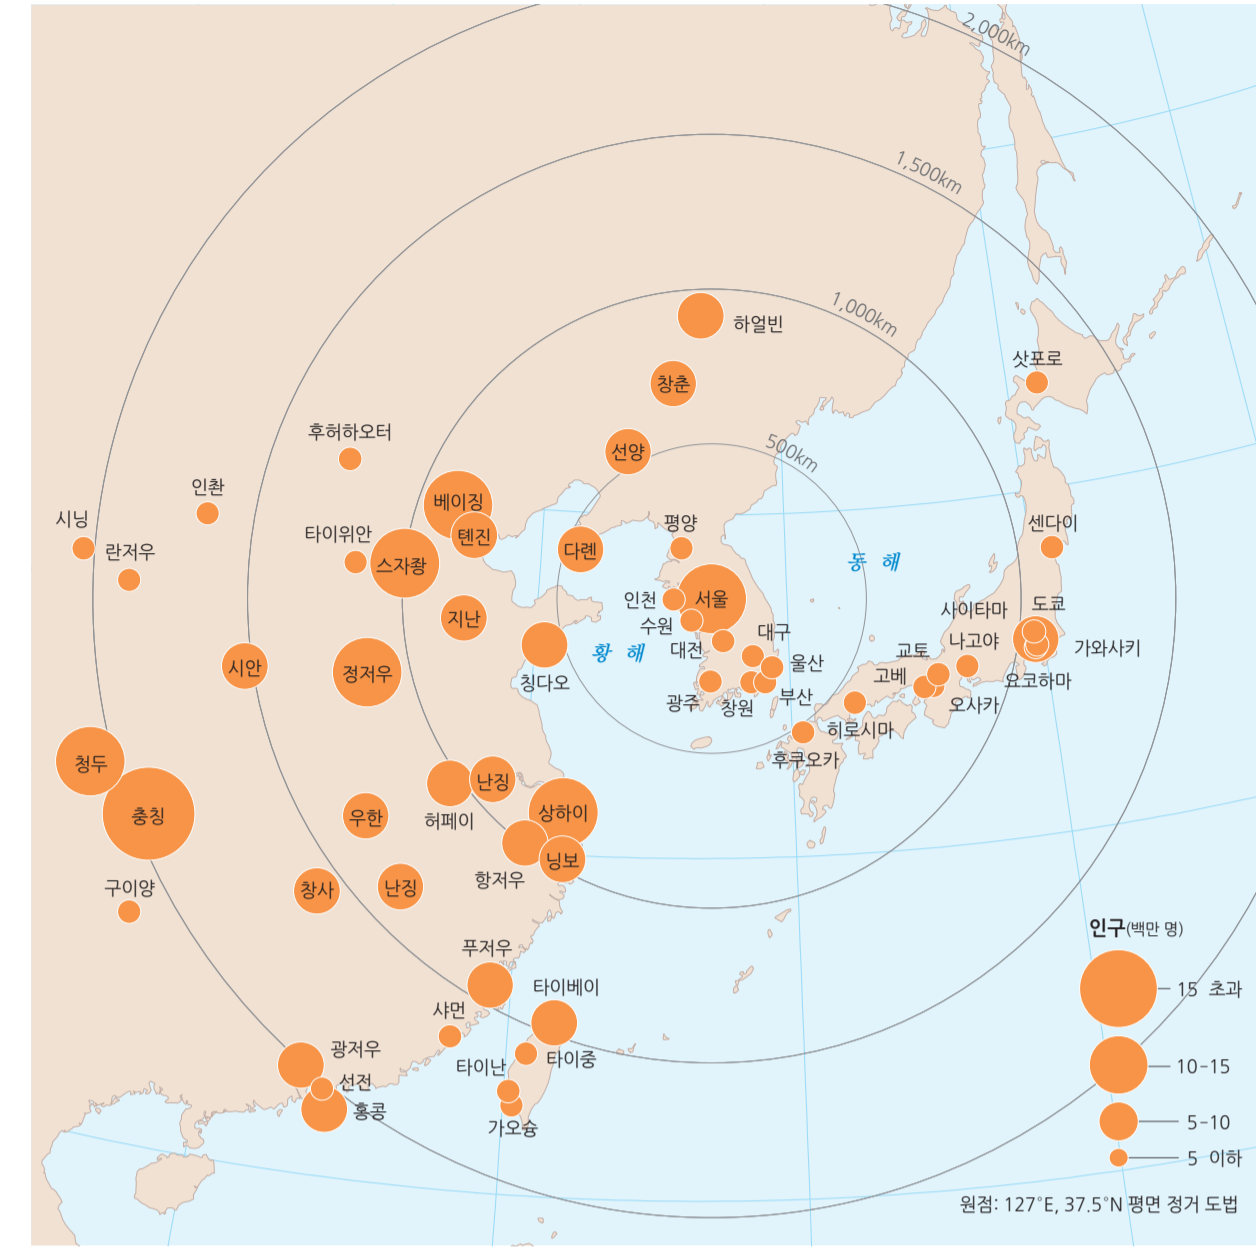 2,000km
1,500km
1,000km
500km
하얼빈
창춘
선양
삿포로
후허하오터
인촨
시닝
란저우
타이위안
베이징
톈진
스자좡
다롄
평양
동 해
센다이
인천
서울
수원
대전
대구
울산
부산
광주
창원
황 해
지난
칭다오
시안
정저우
사이타마
도쿄
나고야
가와사키
교토
고베
요코하마
오사카
히로시마
후쿠오카
청두
충칭
우한
허페이
난징
상하이
항저우
닝보
구이양
창사
난징
푸저우
타이베이
샤먼
타이중
타이난
가오슝
광저우
선전
홍콩
인구(백만 명)
15 초과
10-15
5-10
5 이하
원점: 127°E, 37.5°N 평면 정거 도법